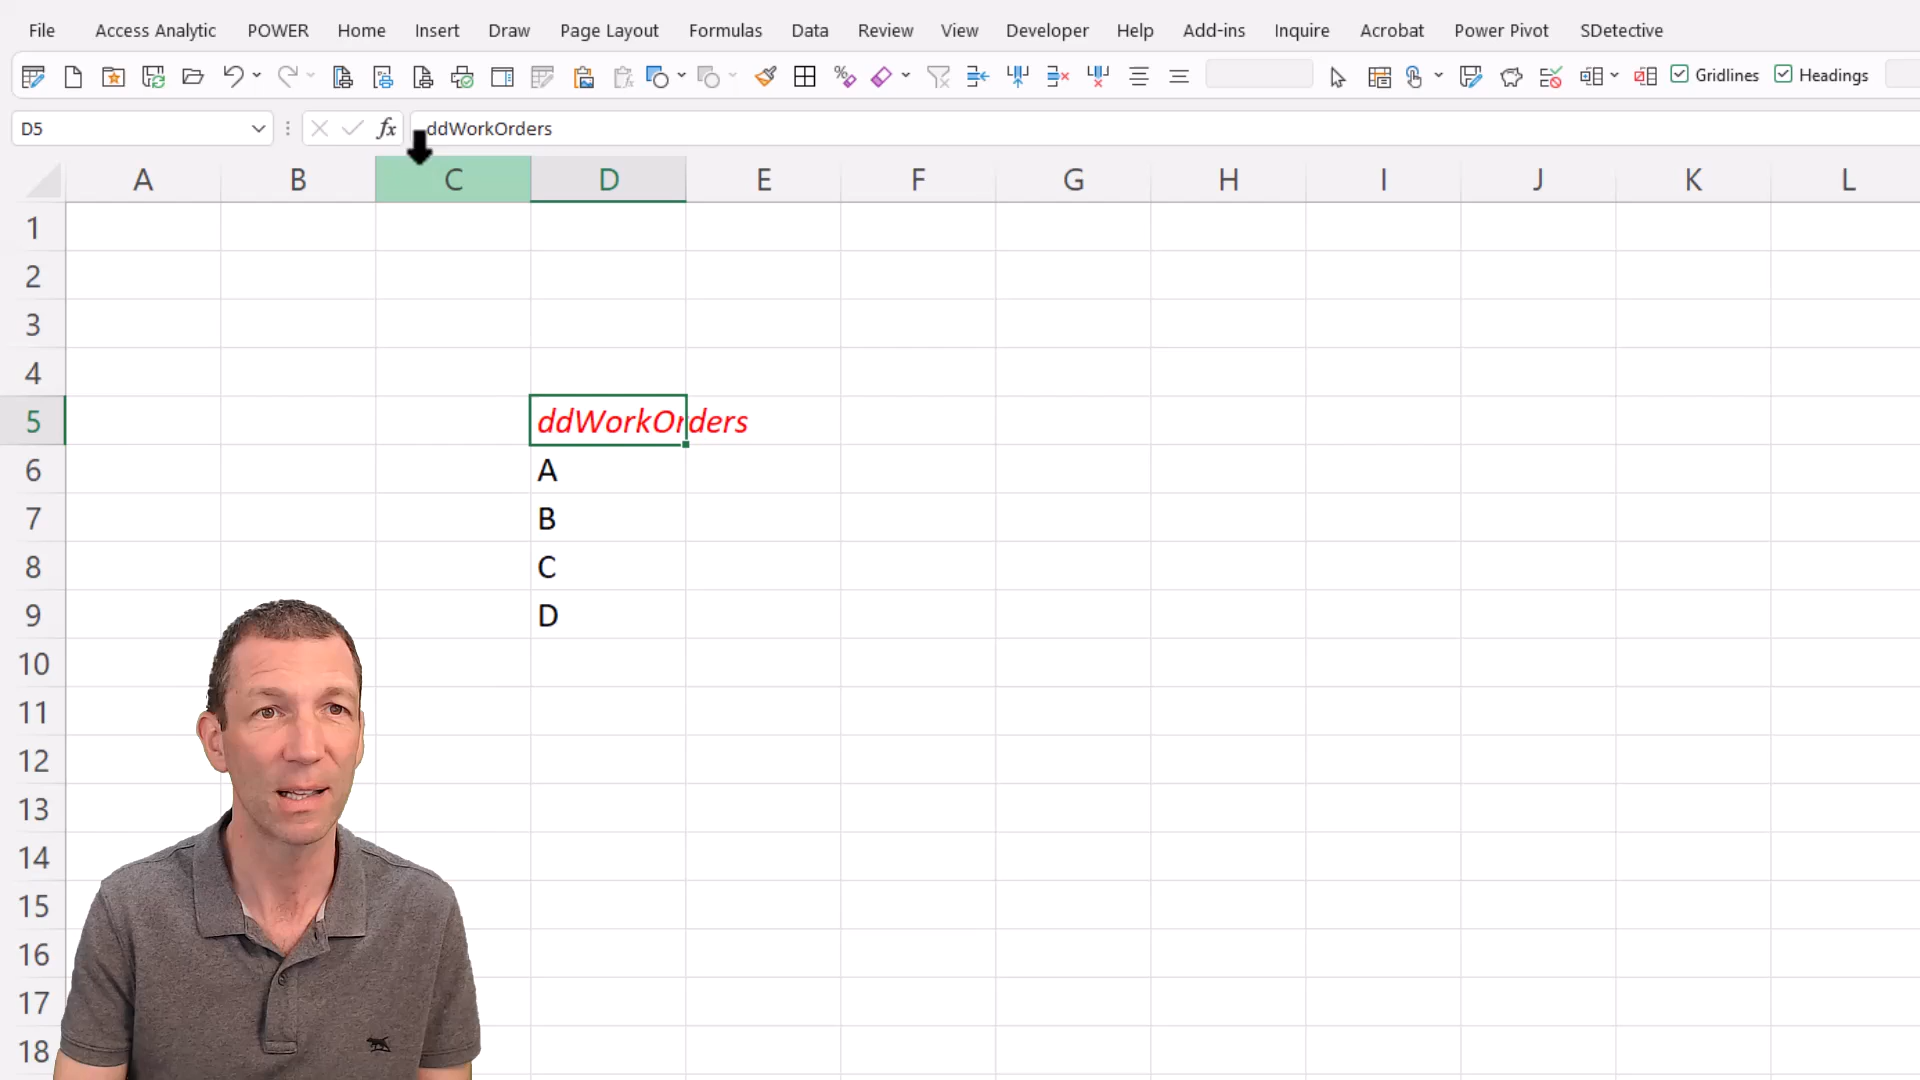 File Access Analytic POWER Home Insert Draw Page Layout Formulas Data Review View Developer Help Add-ins Inquire Acrobat Power Pivot SDetective
Gridlines Headings
D5 fx ddWorkOrders
A B C D E F G H I J K L
1
2
3
4
5 ddWorkOrders
6 A
7 B
8 C
9 D
10
11
12
13
14
15
16
17
18